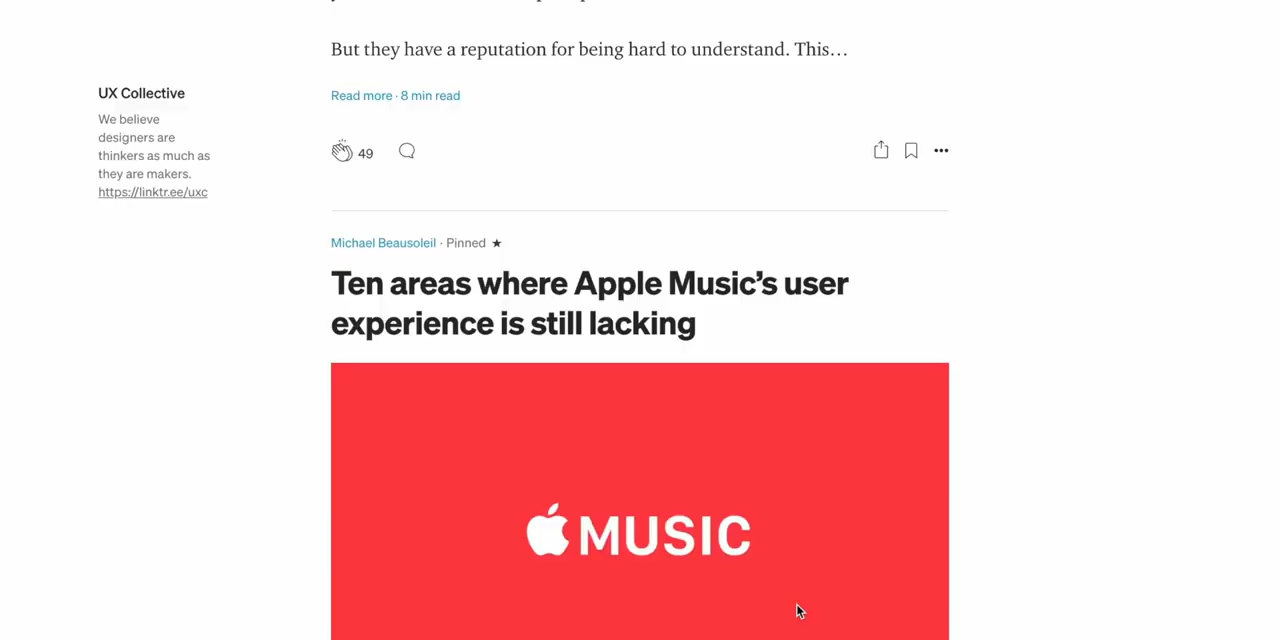 But they have a reputation for being hard to understand. This…
UX Collective
We believe
designers are
thinkers as much as
they are makers.
https://linktr.ee/uxc
Read more · 8 min read
49
Michael Beausoleil · Pinned ★
Ten areas where Apple Music’s user
experience is still lacking
MUSIC